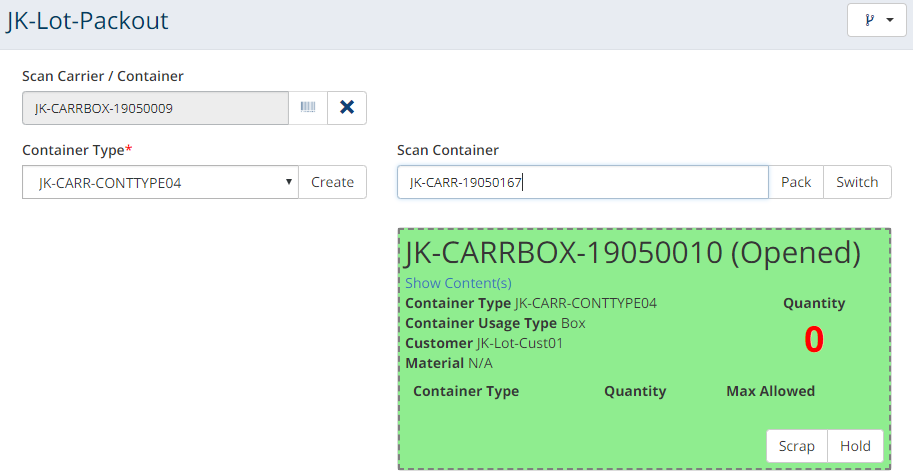 JK-Lot-Packout
Scan Carrier / Container
JK-CARRBOX-19050009
Container Type*
JK-CARR-CONTTYPE04
Create
Scan Container
JK-CARR-19050167
Pack
Switch
JK-CARRBOX-19050010 (Opened)
Show Content(s)
Container Type JK-CARR-CONTTYPE04
Container Usage Type Box
Customer JK-Lot-Cust01
Material N/A
Quantity
0
Container Type Quantity Max Allowed
Scrap
Hold